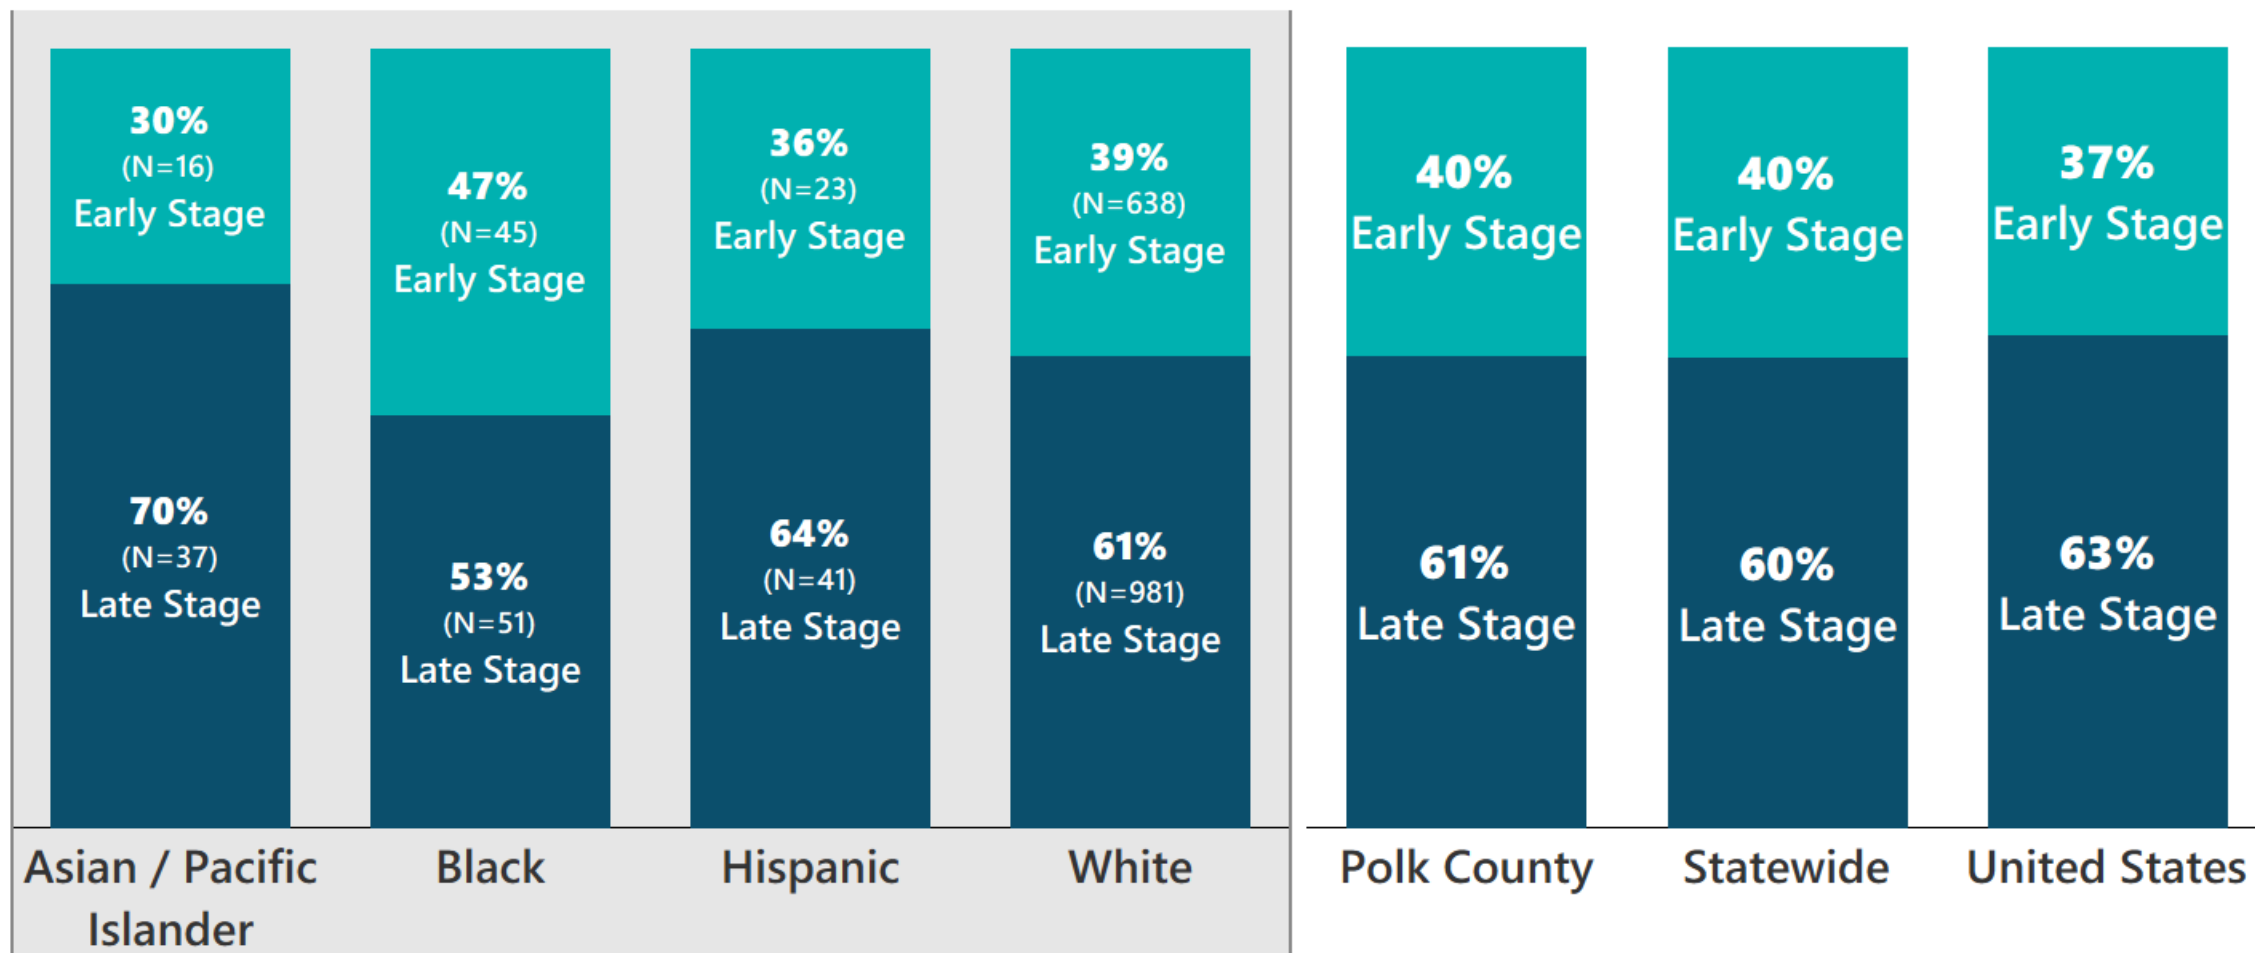 30%
(N=16)
Early Stage
70%
(N=37)
Late Stage
Asian / Pacific
Islander
47%
(N=45)
Early Stage
53%
(N=51)
Late Stage
Black
36%
(N=23)
Early Stage
64%
(N=41)
Late Stage
Hispanic
39%
(N=638)
Early Stage
61%
(N=981)
Late Stage
White
40%
Early Stage
61%
Late Stage
Polk County
40%
Early Stage
60%
Late Stage
Statewide
37%
Early Stage
63%
Late Stage
United States